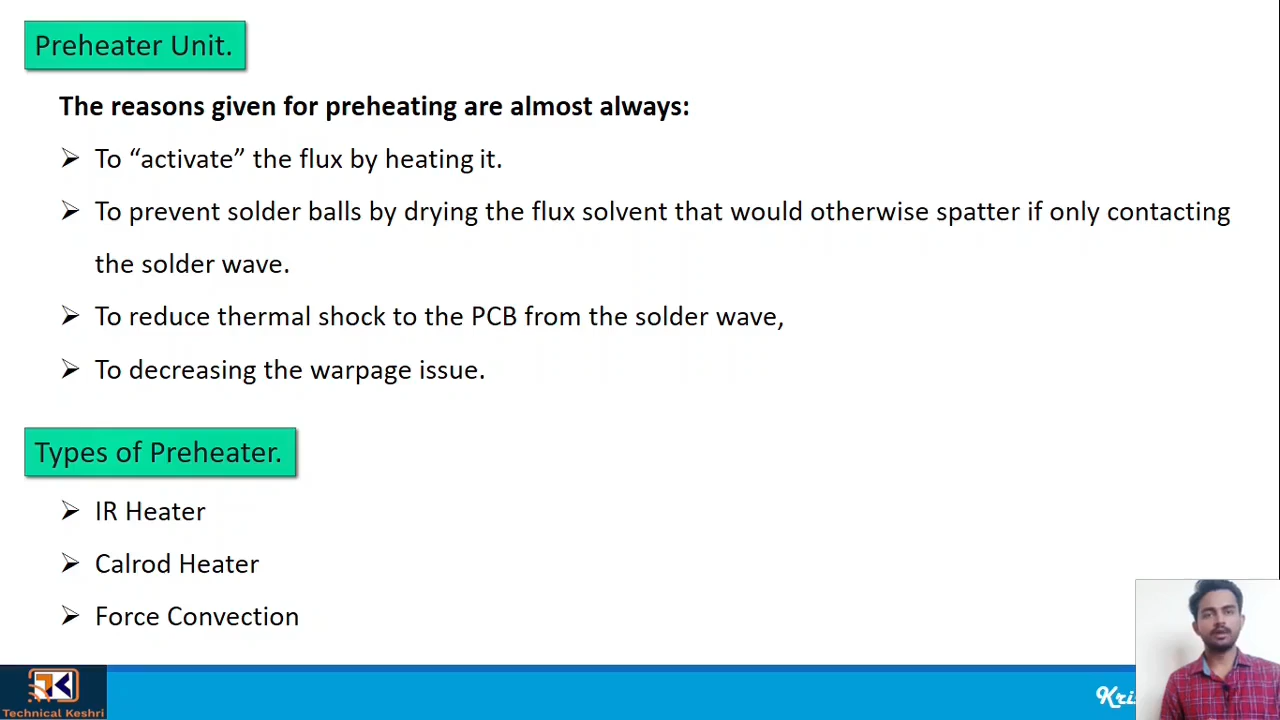 Preheater Unit.
The reasons given for preheating are almost always:
➢ To “activate” the flux by heating it.
➢ To prevent solder balls by drying the flux solvent that would otherwise spatter if only contacting
the solder wave.
➢ To reduce thermal shock to the PCB from the solder wave,
➢ To decreasing the warpage issue.
Types of Preheater.
➢ IR Heater
➢ Calrod Heater
➢ Force Convection
Technical Keshri